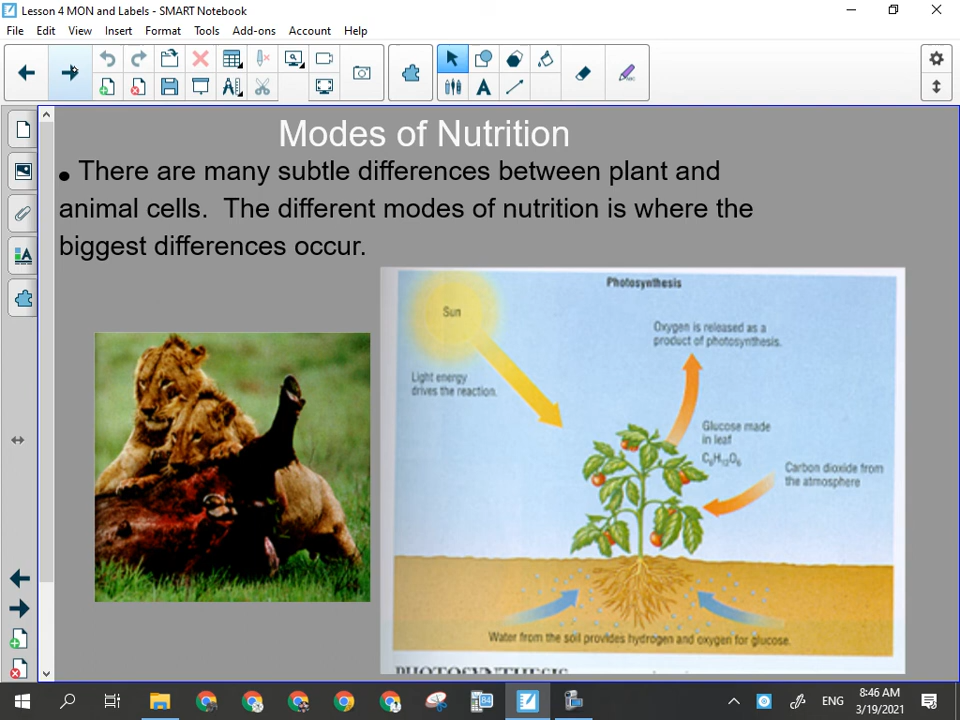 Lesson 4 MON and Labels - SMART Notebook
File Edit View Insert Format Tools Add-ons Account Help
Modes of Nutrition
• There are many subtle differences between plant and
animal cells. The different modes of nutrition is where the
biggest differences occur.
Photosynthesis
Sun
Oxygen is released as a
product of photosynthesis.
Light energy
drives the reaction.
Glucose made
in leaf
C₆H₁₂O₆
Carbon dioxide from
the atmosphere
Water from the soil provides hydrogen and oxygen for glucose.
PHOTOSYNTHESIS
ENG
8:46 AM
3/19/2021